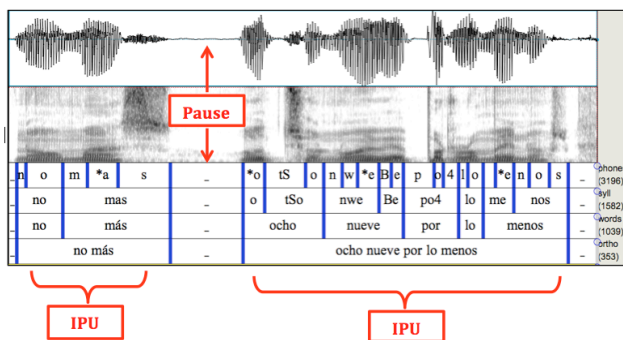 Pause
n o m *a s - *o tS o n w *e B e p o 4 l o *e n o s - phones (3196)
- no mas - o tSo nwe Be po4 lo me nos - syll (1582)
- no más - ocho nueve por lo menos - words (1039)
- no más - ocho nueve por lo menos - ortho (353)
IPU IPU